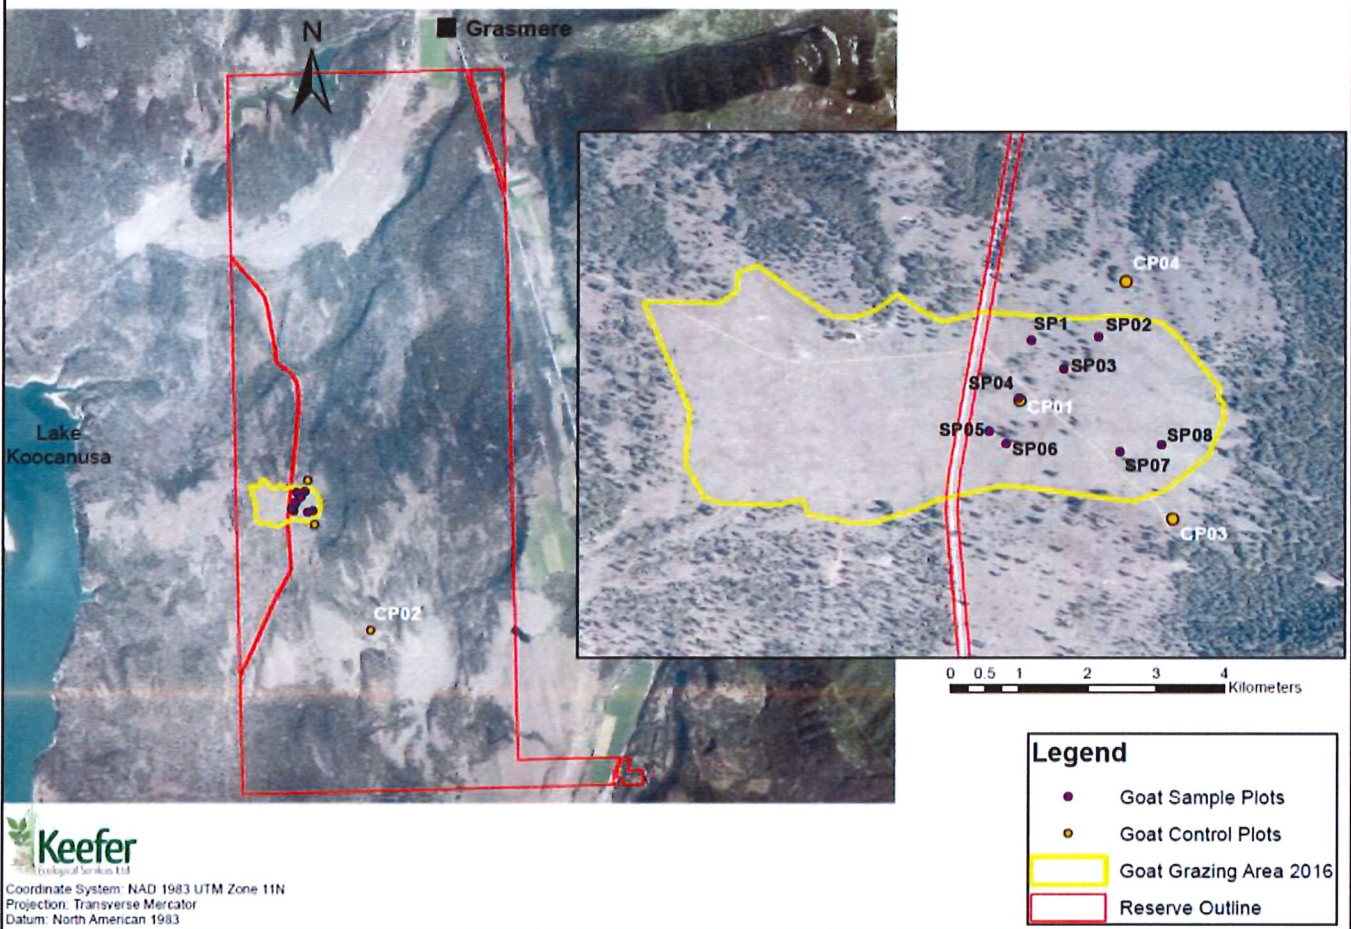 N
Grasmere
Lake
Koocanusa
CP02
CP04
SP1
SP02
SP03
SP04
CP01
SP05
SP06
SP08
SP07
CP03
0 0.5 1 2 3 4
Kilometers
Legend
Goat Sample Plots
Goat Control Plots
Goat Grazing Area 2016
Reserve Outline
Keefer
Ecological Services Ltd
Coordinate System: NAD 1983 UTM Zone 11N
Projection: Transverse Mercator
Datum: North American 1983